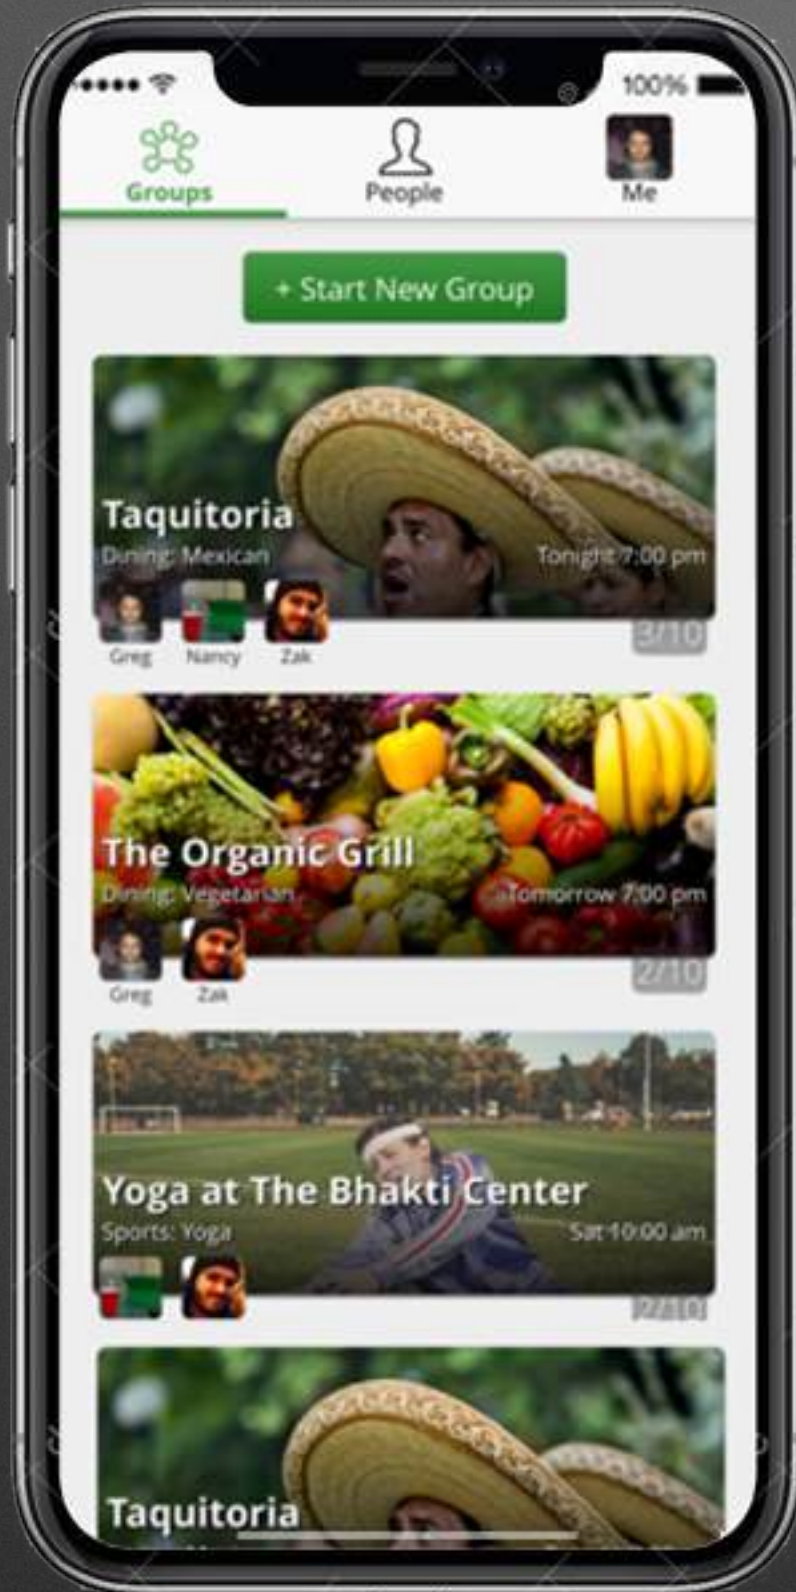 100%
Groups
People
Me
+ Start New Group
Taquitoria
Dining: Mexican
Tonight 7:00 pm
3/10
Greg
Nancy
Zak
The Organic Grill
Dining: Vegetarian
Tomorrow 7:00 pm
2/10
Greg
Zak
Yoga at The Bhakti Center
Sports: Yoga
Sat 10:00 am
2/10
Taquitoria